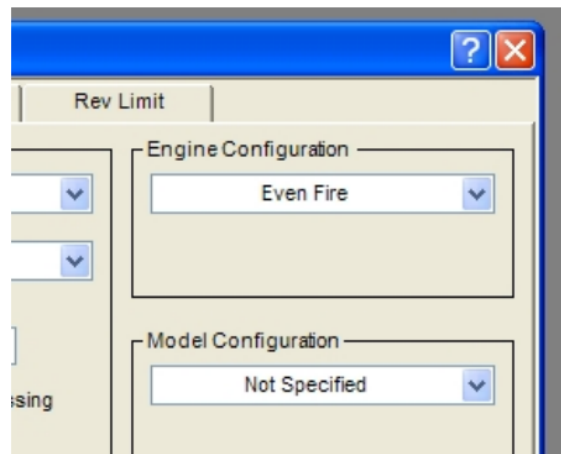 ?
Rev Limit
Engine Configuration
Even Fire
Model Configuration
Not Specified
ssing